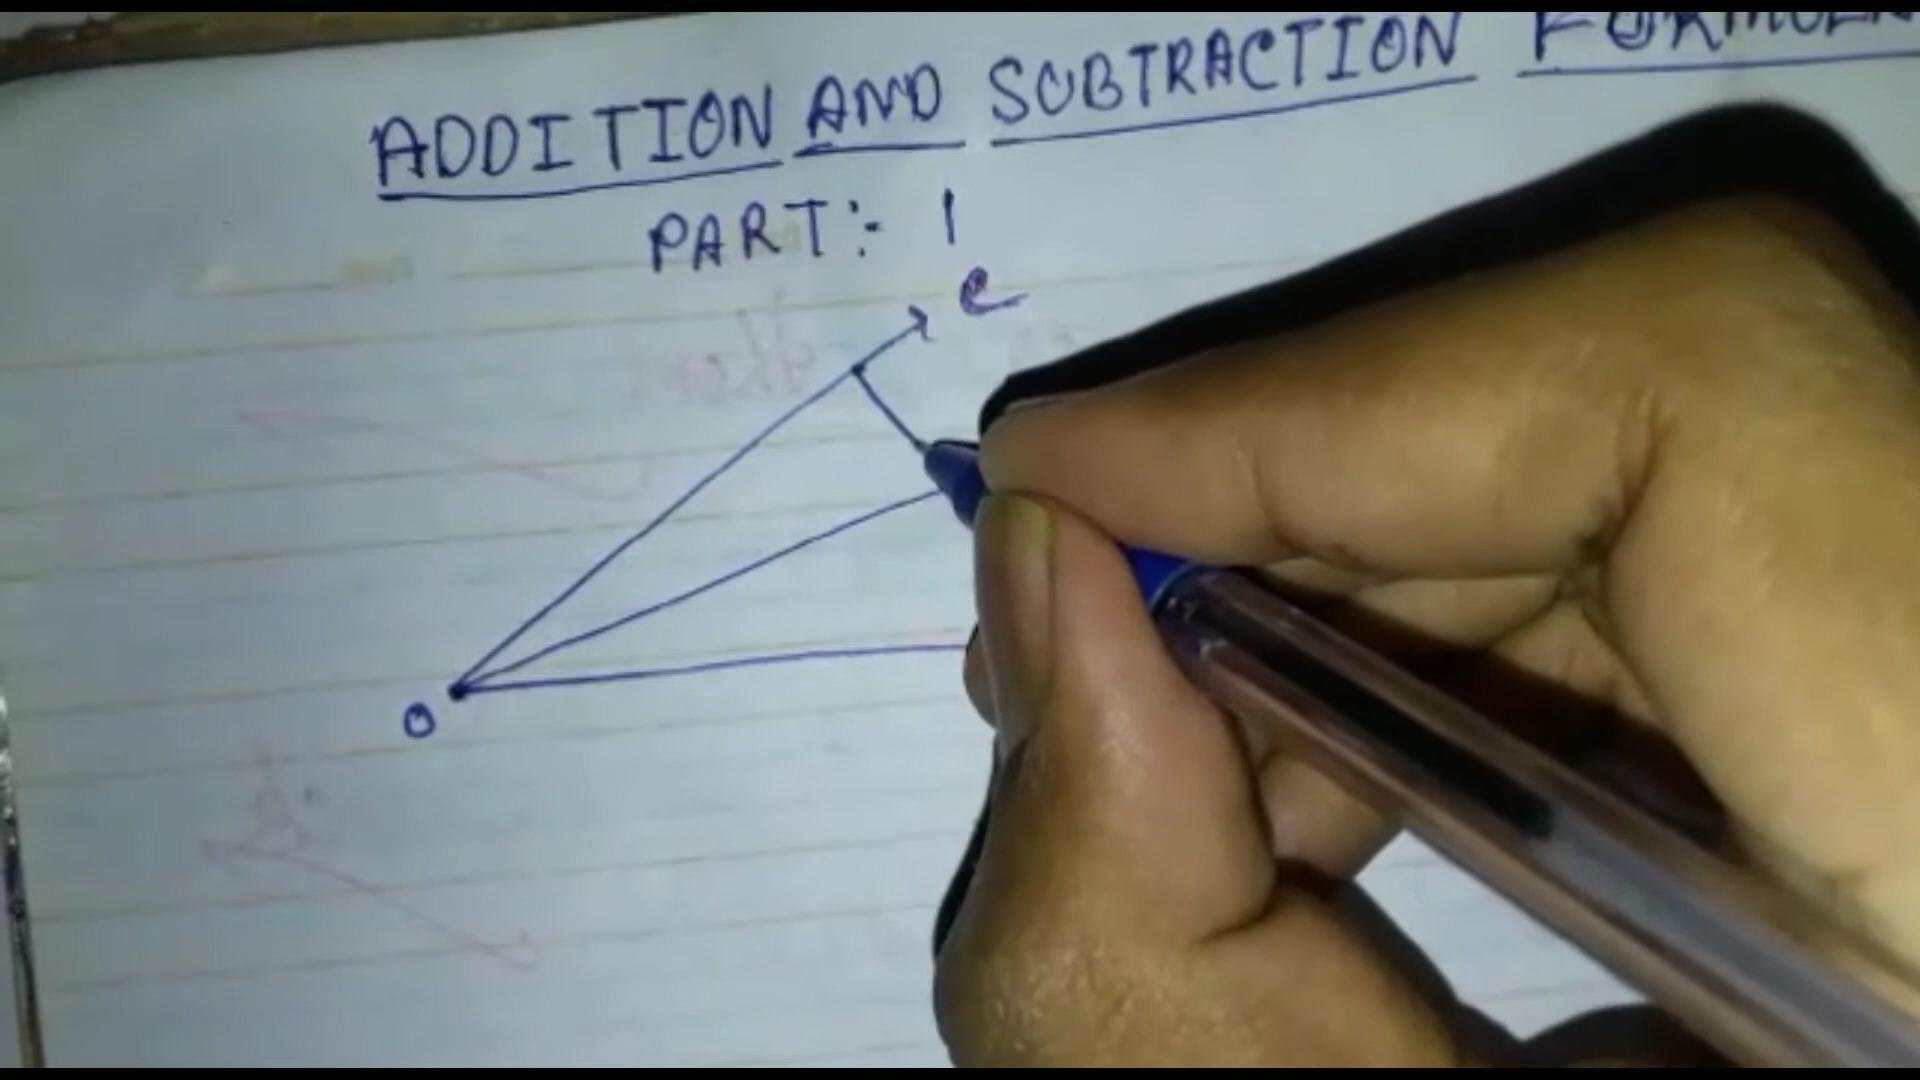 ADDITION AND SUBTRACTION
PART:- 1
C
O